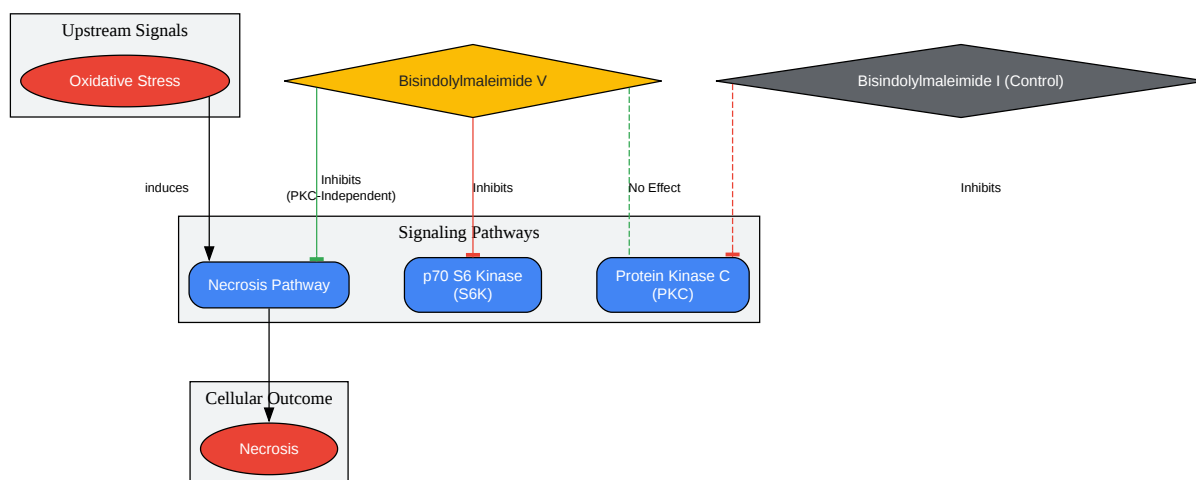 Upstream Signals
Oxidative Stress
Bisindolylmaleimide V
Bisindolylmaleimide I (Control)
induces
Inhibits
(PKC-Independent)
Inhibits
No Effect
Inhibits
Signaling Pathways
Necrosis Pathway
p70 S6 Kinase
(S6K)
Protein Kinase C
(PKC)
Cellular Outcome
Necrosis